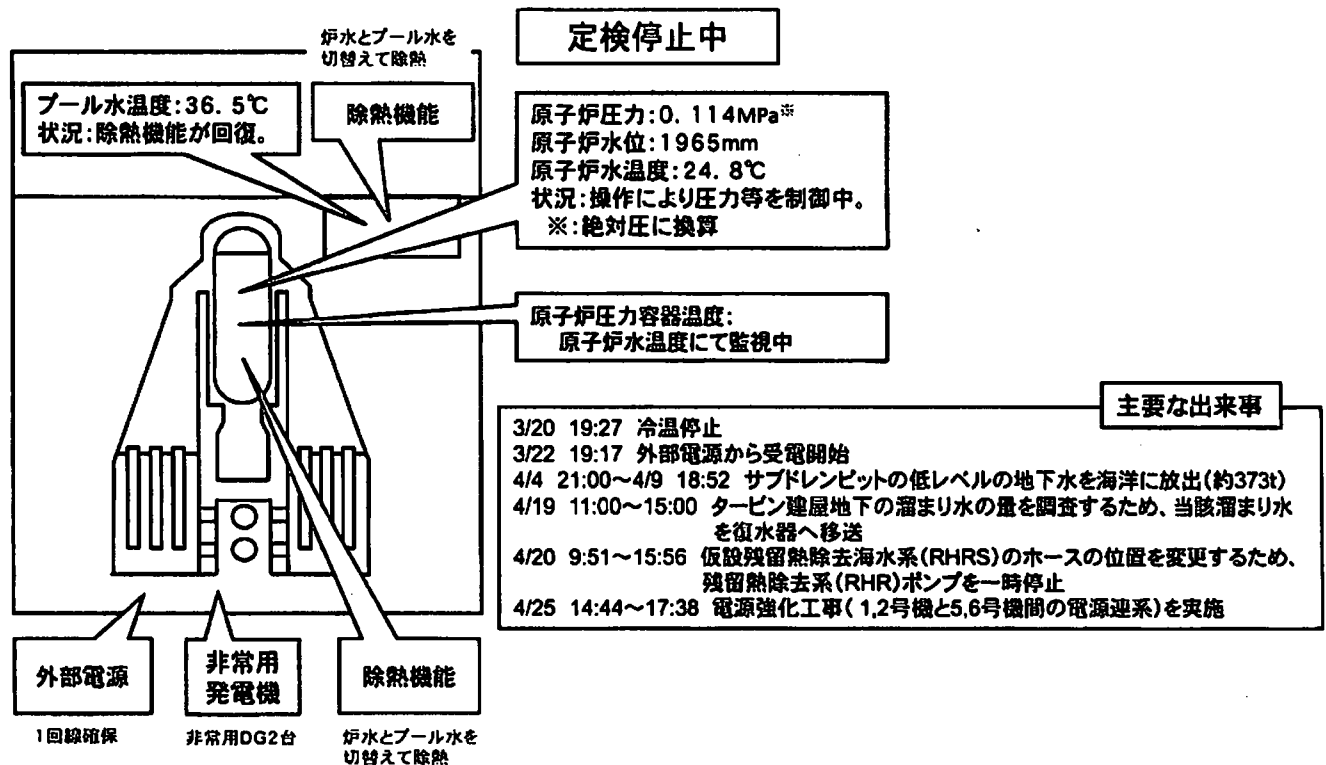 炉水とプール水を
切替えて除熱
定検停止中
プール水温度:36. 5℃
状況:除熱機能が回復。
除熱機能
原子炉圧力:0. 114MPa※
原子炉水位:1965mm
原子炉水温度:24. 8℃
状況:操作により圧力等を制御中。
※:絶対圧に換算
原子炉圧力容器温度:
原子炉水温度にて監視中
主要な出来事
3/20 19:27 冷温停止
3/22 19:17 外部電源から受電開始
4/4 21:00～4/9 18:52 サブドレンピットの低レベルの地下水を海洋に放出(約373t)
4/19 11:00～15:00 タービン建屋地下の溜まり水の量を調査するため、当該溜まり水
を復水器へ移送
4/20 9:51～15:56 仮設残留熱除去海水系(RHRS)のホースの位置を変更するため、
残留熱除去系(RHR)ポンプを一時停止
4/25 14:44～17:38 電源強化工事( 1,2号機と5,6号機間の電源連系)を実施
外部電源
1回線確保
非常用
発電機
非常用DG2台
除熱機能
炉水とプール水を
切替えて除熱